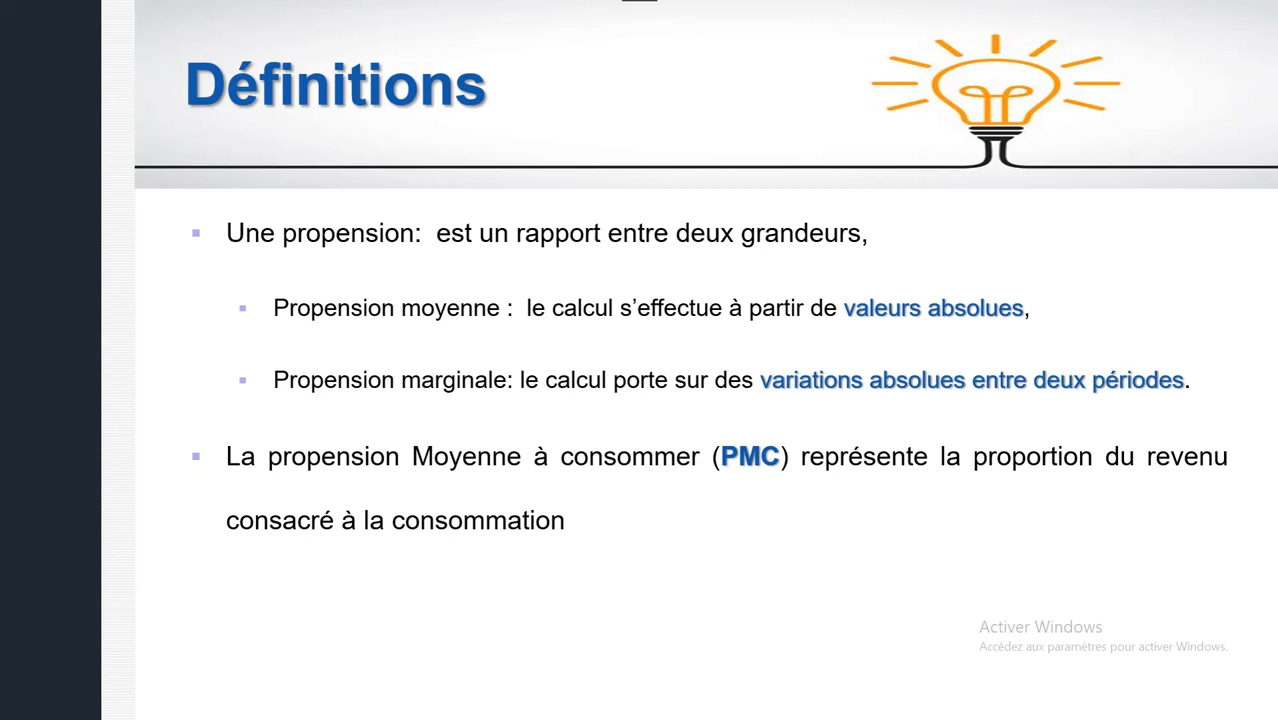 Définitions
Une propension: est un rapport entre deux grandeurs,
Propension moyenne : le calcul s’effectue à partir de valeurs absolues,
Propension marginale: le calcul porte sur des variations absolues entre deux périodes.
La propension Moyenne à consommer (PMC) représente la proportion du revenu
consacré à la consommation
Activer Windows
Accédez aux paramètres pour activer Windows.